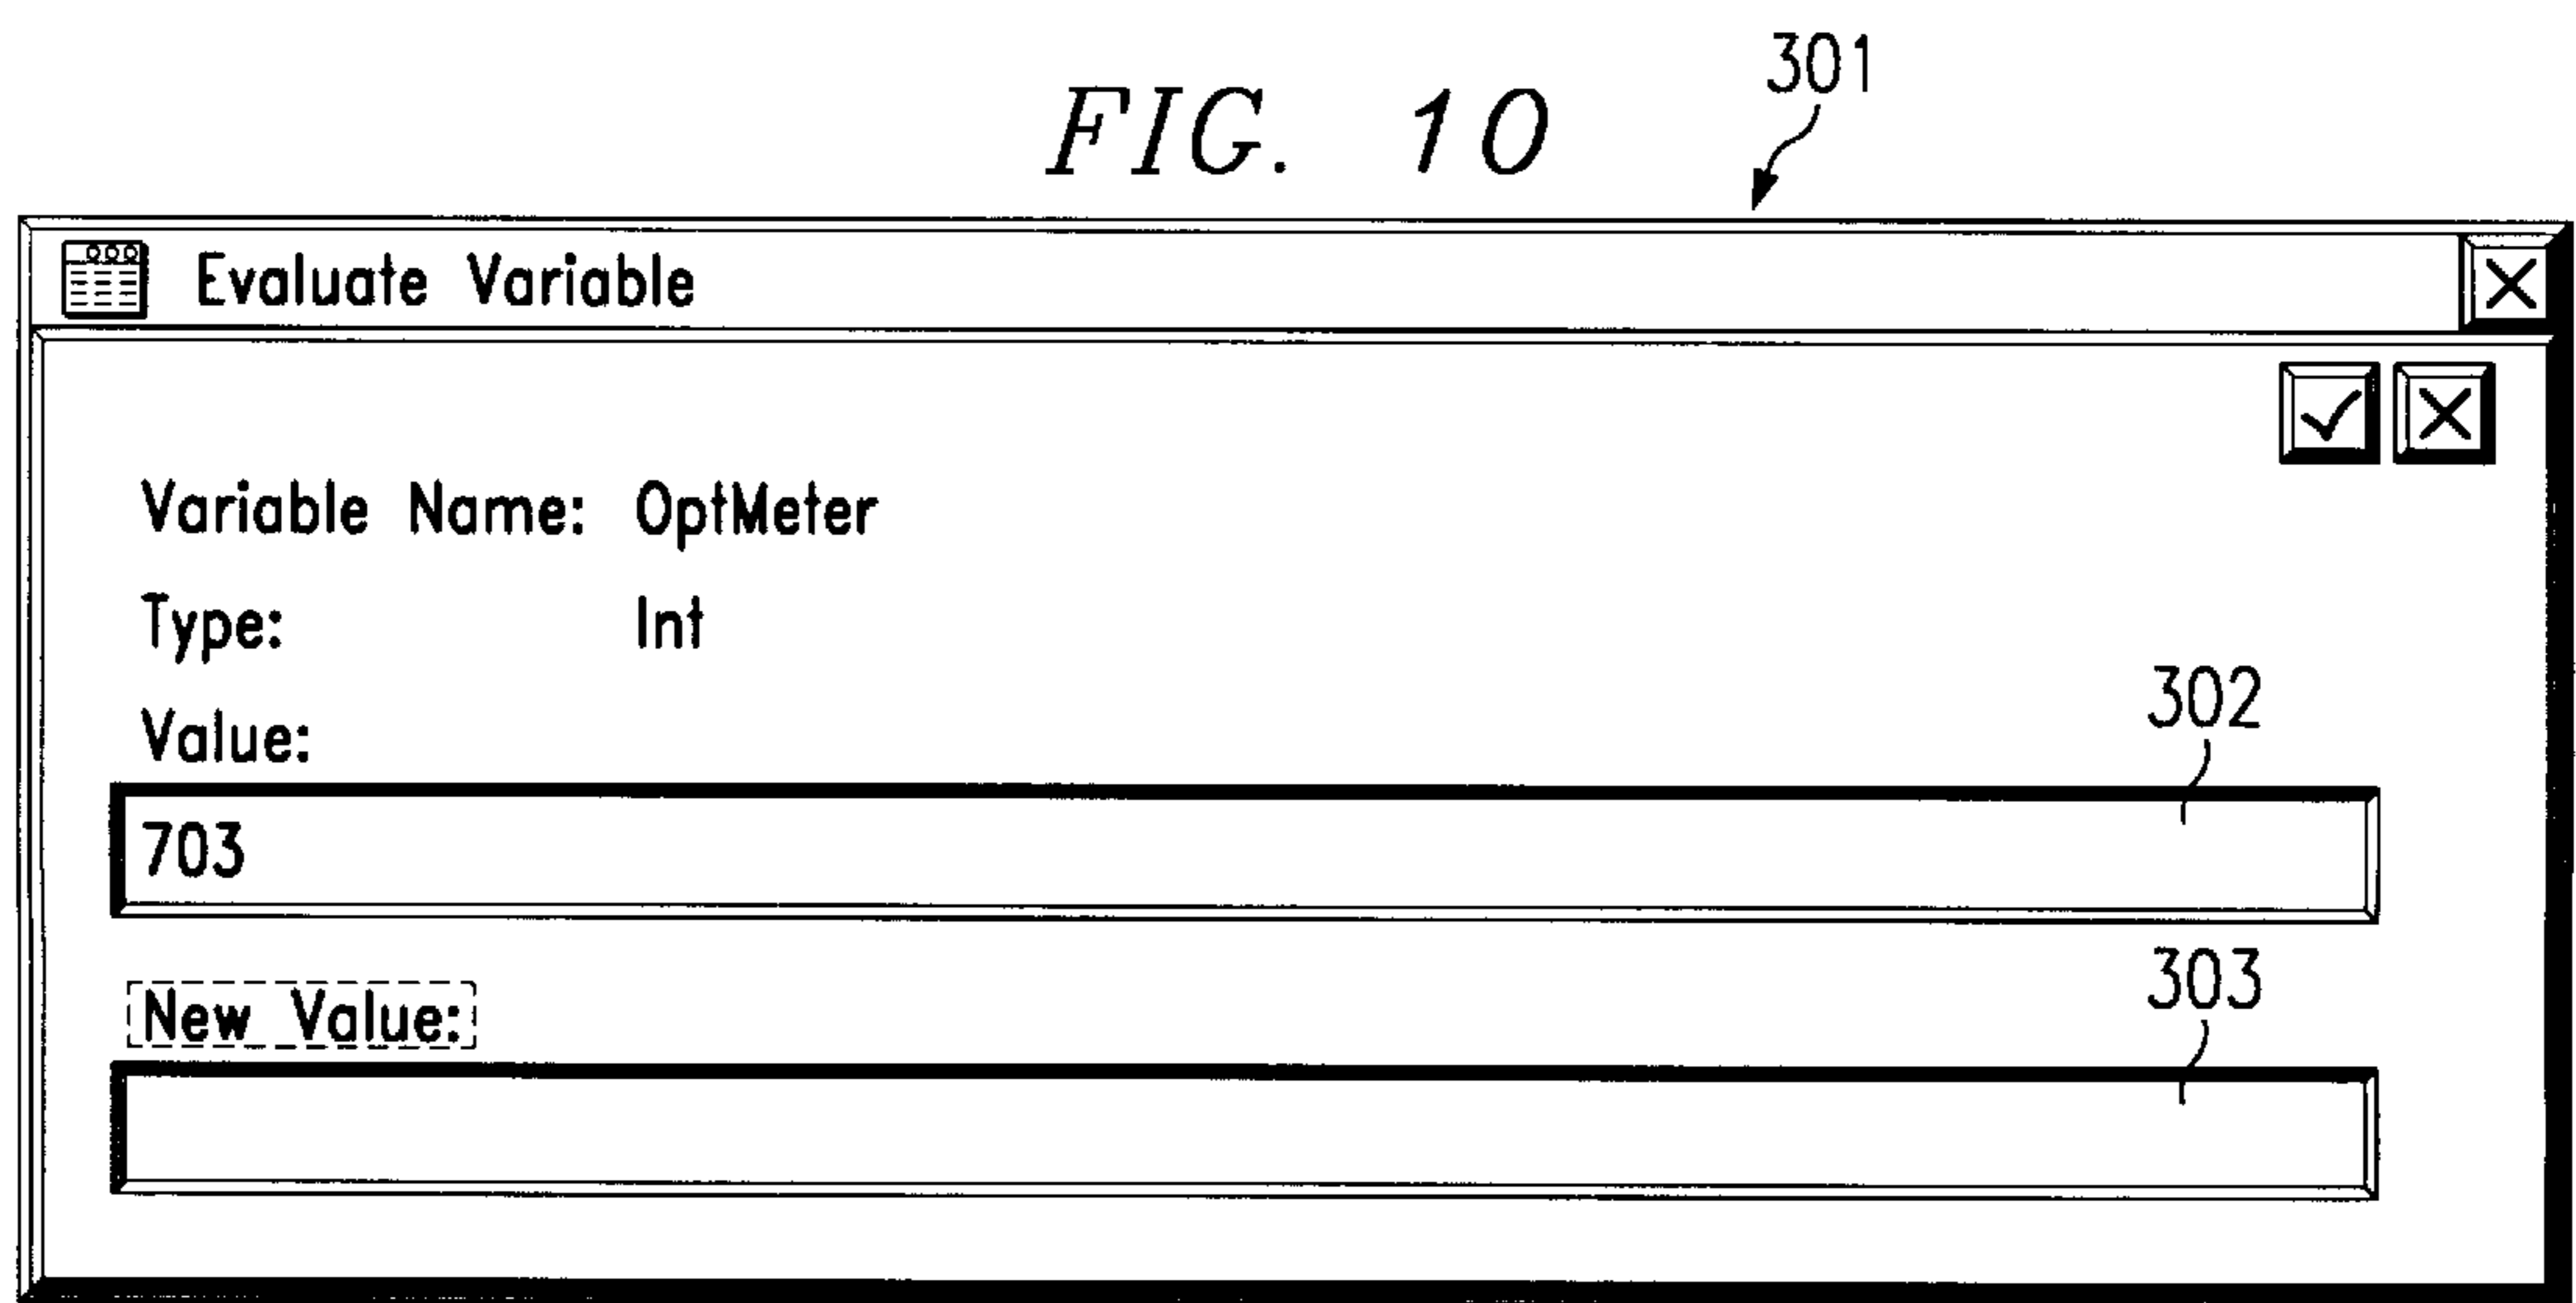 FIG. 10
301
Evaluate Variable
Variable Name: OptMeter
Type: Int
Value:
302
703
303
New Value: